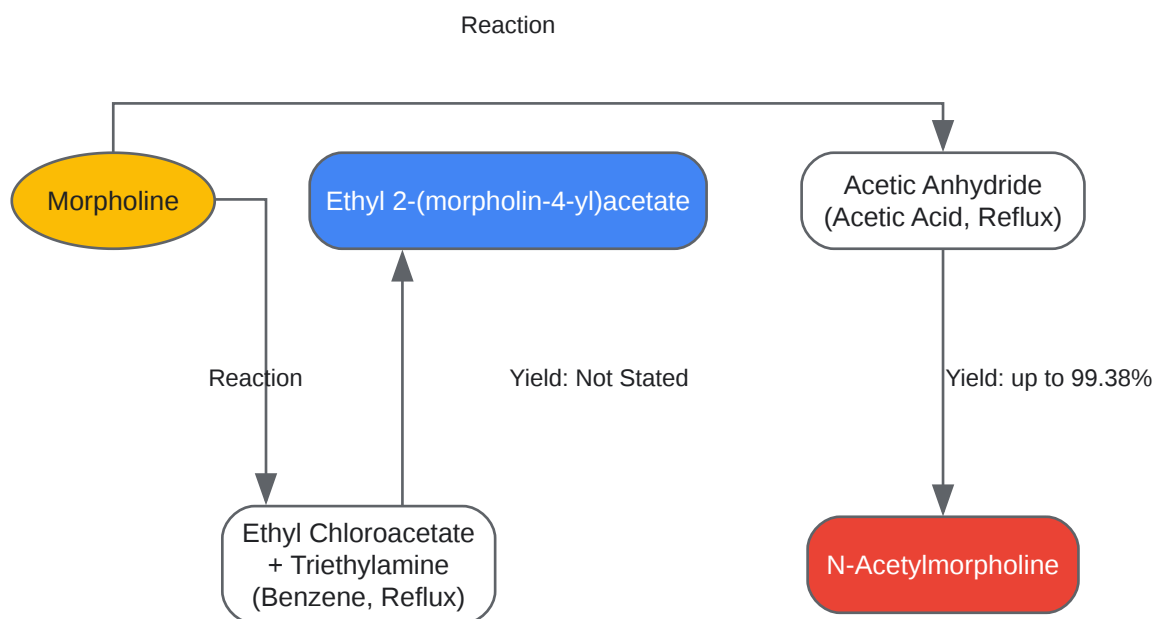 Reaction
Morpholine
Ethyl 2-(morpholin-4-yl)acetate
Acetic Anhydride
(Acetic Acid, Reflux)
Reaction
Yield: Not Stated
Yield: up to 99.38%
Ethyl Chloroacetate
+ Triethylamine
(Benzene, Reflux)
N-Acetylmorpholine